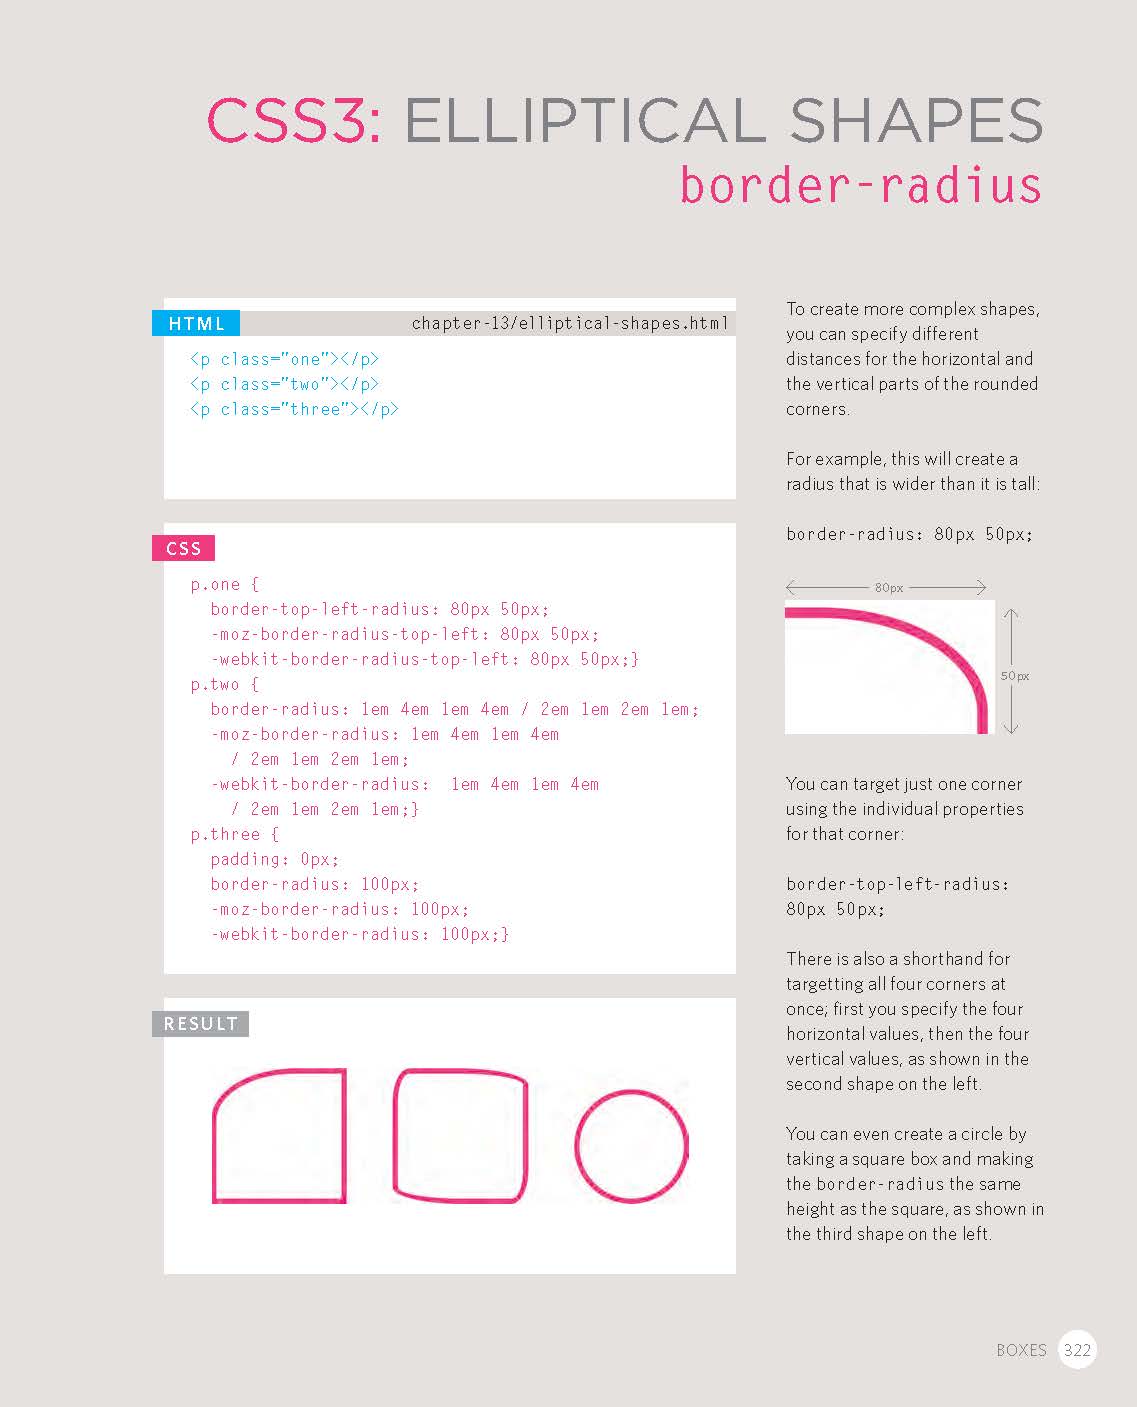 CSS3: ELLIPTICAL SHAPES
border-radius
HTML
chapter-13/elliptical-shapes.html
<p class="one"></p>
<p class="two"></p>
<p class="three"></p>
CSS
p.one {
  border-top-left-radius: 80px 50px;
  -moz-border-radius-top-left: 80px 50px;
  -webkit-border-radius-top-left: 80px 50px;}
p.two {
  border-radius: 1em 4em 1em 4em / 2em 1em 2em 1em;
  -moz-border-radius: 1em 4em 1em 4em
    / 2em 1em 2em 1em;
  -webkit-border-radius:  1em 4em 1em 4em
    / 2em 1em 2em 1em;}
p.three {
  padding: 0px;
  border-radius: 100px;
  -moz-border-radius: 100px;
  -webkit-border-radius: 100px;}
RESULT
To create more complex shapes,
you can specify different
distances for the horizontal and
the vertical parts of the rounded
corners.
For example, this will create a
radius that is wider than it is tall:
border-radius: 80px 50px;
80px
50px
You can target just one corner
using the individual properties
for that corner:
border-top-left-radius:
80px 50px;
There is also a shorthand for
targetting all four corners at
once; first you specify the four
horizontal values, then the four
vertical values, as shown in the
second shape on the left.
You can even create a circle by
taking a square box and making
the border-radius the same
height as the square, as shown in
the third shape on the left.
BOXES 322